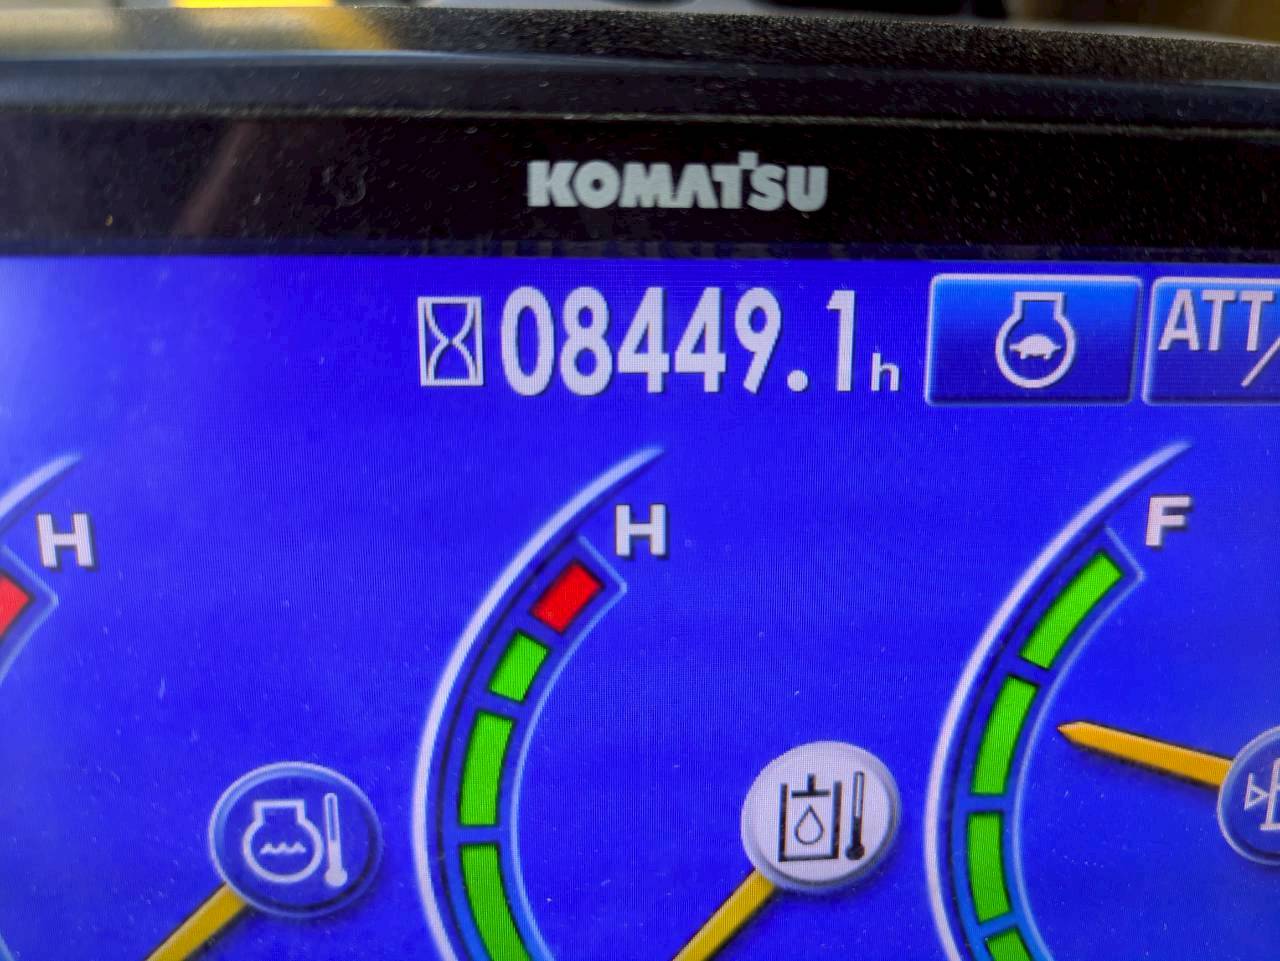 KOMATSU
08449.1h
ATT/
H
H
F